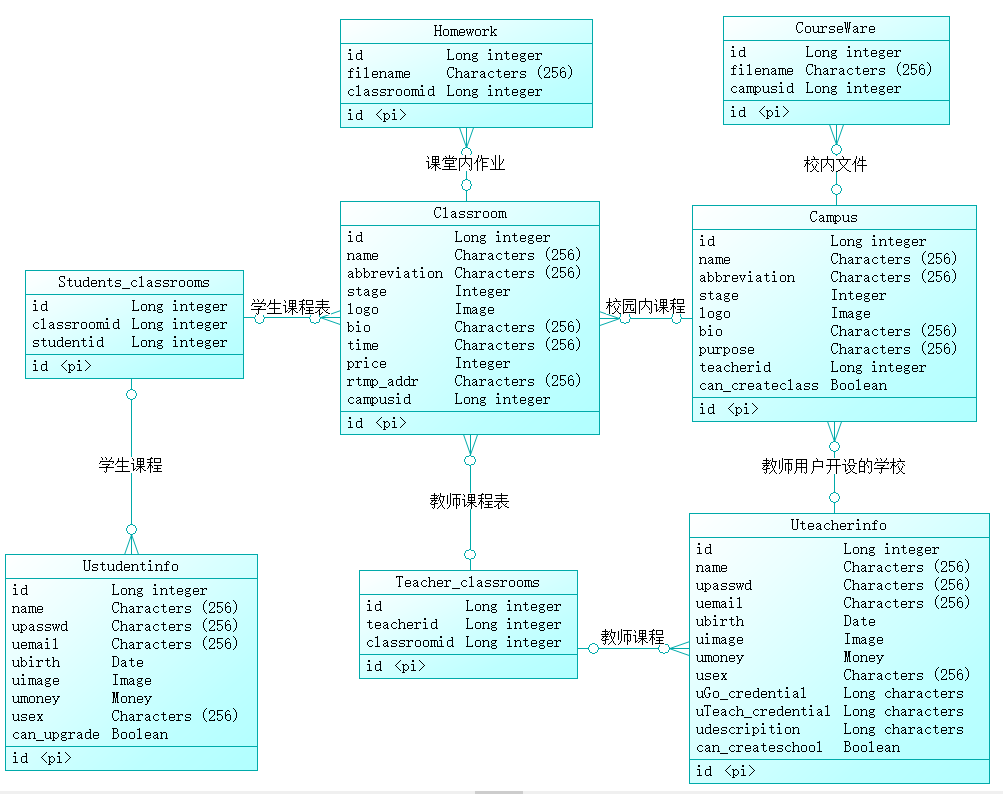 Homework
id Long integer
filename Characters (256)
classroomid Long integer
id <pi>
CourseWare
id Long integer
filename Characters (256)
campusid Long integer
id <pi>
课堂内作业
校内文件
Classroom
id Long integer
name Characters (256)
abbreviation Characters (256)
stage Integer
logo Image
bio Characters (256)
time Characters (256)
price Integer
rtmp_addr Characters (256)
campusid Long integer
id <pi>
Campus
id Long integer
name Characters (256)
abbreviation Characters (256)
stage Integer
logo Image
bio Characters (256)
purpose Characters (256)
teacherid Long integer
can_createclass Boolean
id <pi>
Students_classrooms
id Long integer
classroomid Long integer
studentid Long integer
id <pi>
学生课程表
校园内课程
学生课程
教师课程表
教师用户开设的学校
Ustudentinfo
id Long integer
name Characters (256)
upasswd Characters (256)
uemail Characters (256)
ubirth Date
uimage Image
umoney Money
usex Characters (256)
can_upgrade Boolean
id <pi>
Teacher_classrooms
id Long integer
teacherid Long integer
classroomid Long integer
id <pi>
教师课程
Uteacherinfo
id Long integer
name Characters (256)
upasswd Characters (256)
uemail Characters (256)
ubirth Date
uimage Image
umoney Money
usex Characters (256)
uGo_credential Long characters
uTeach_credential Long characters
udescripition Long characters
can_createschool Boolean
id <pi>